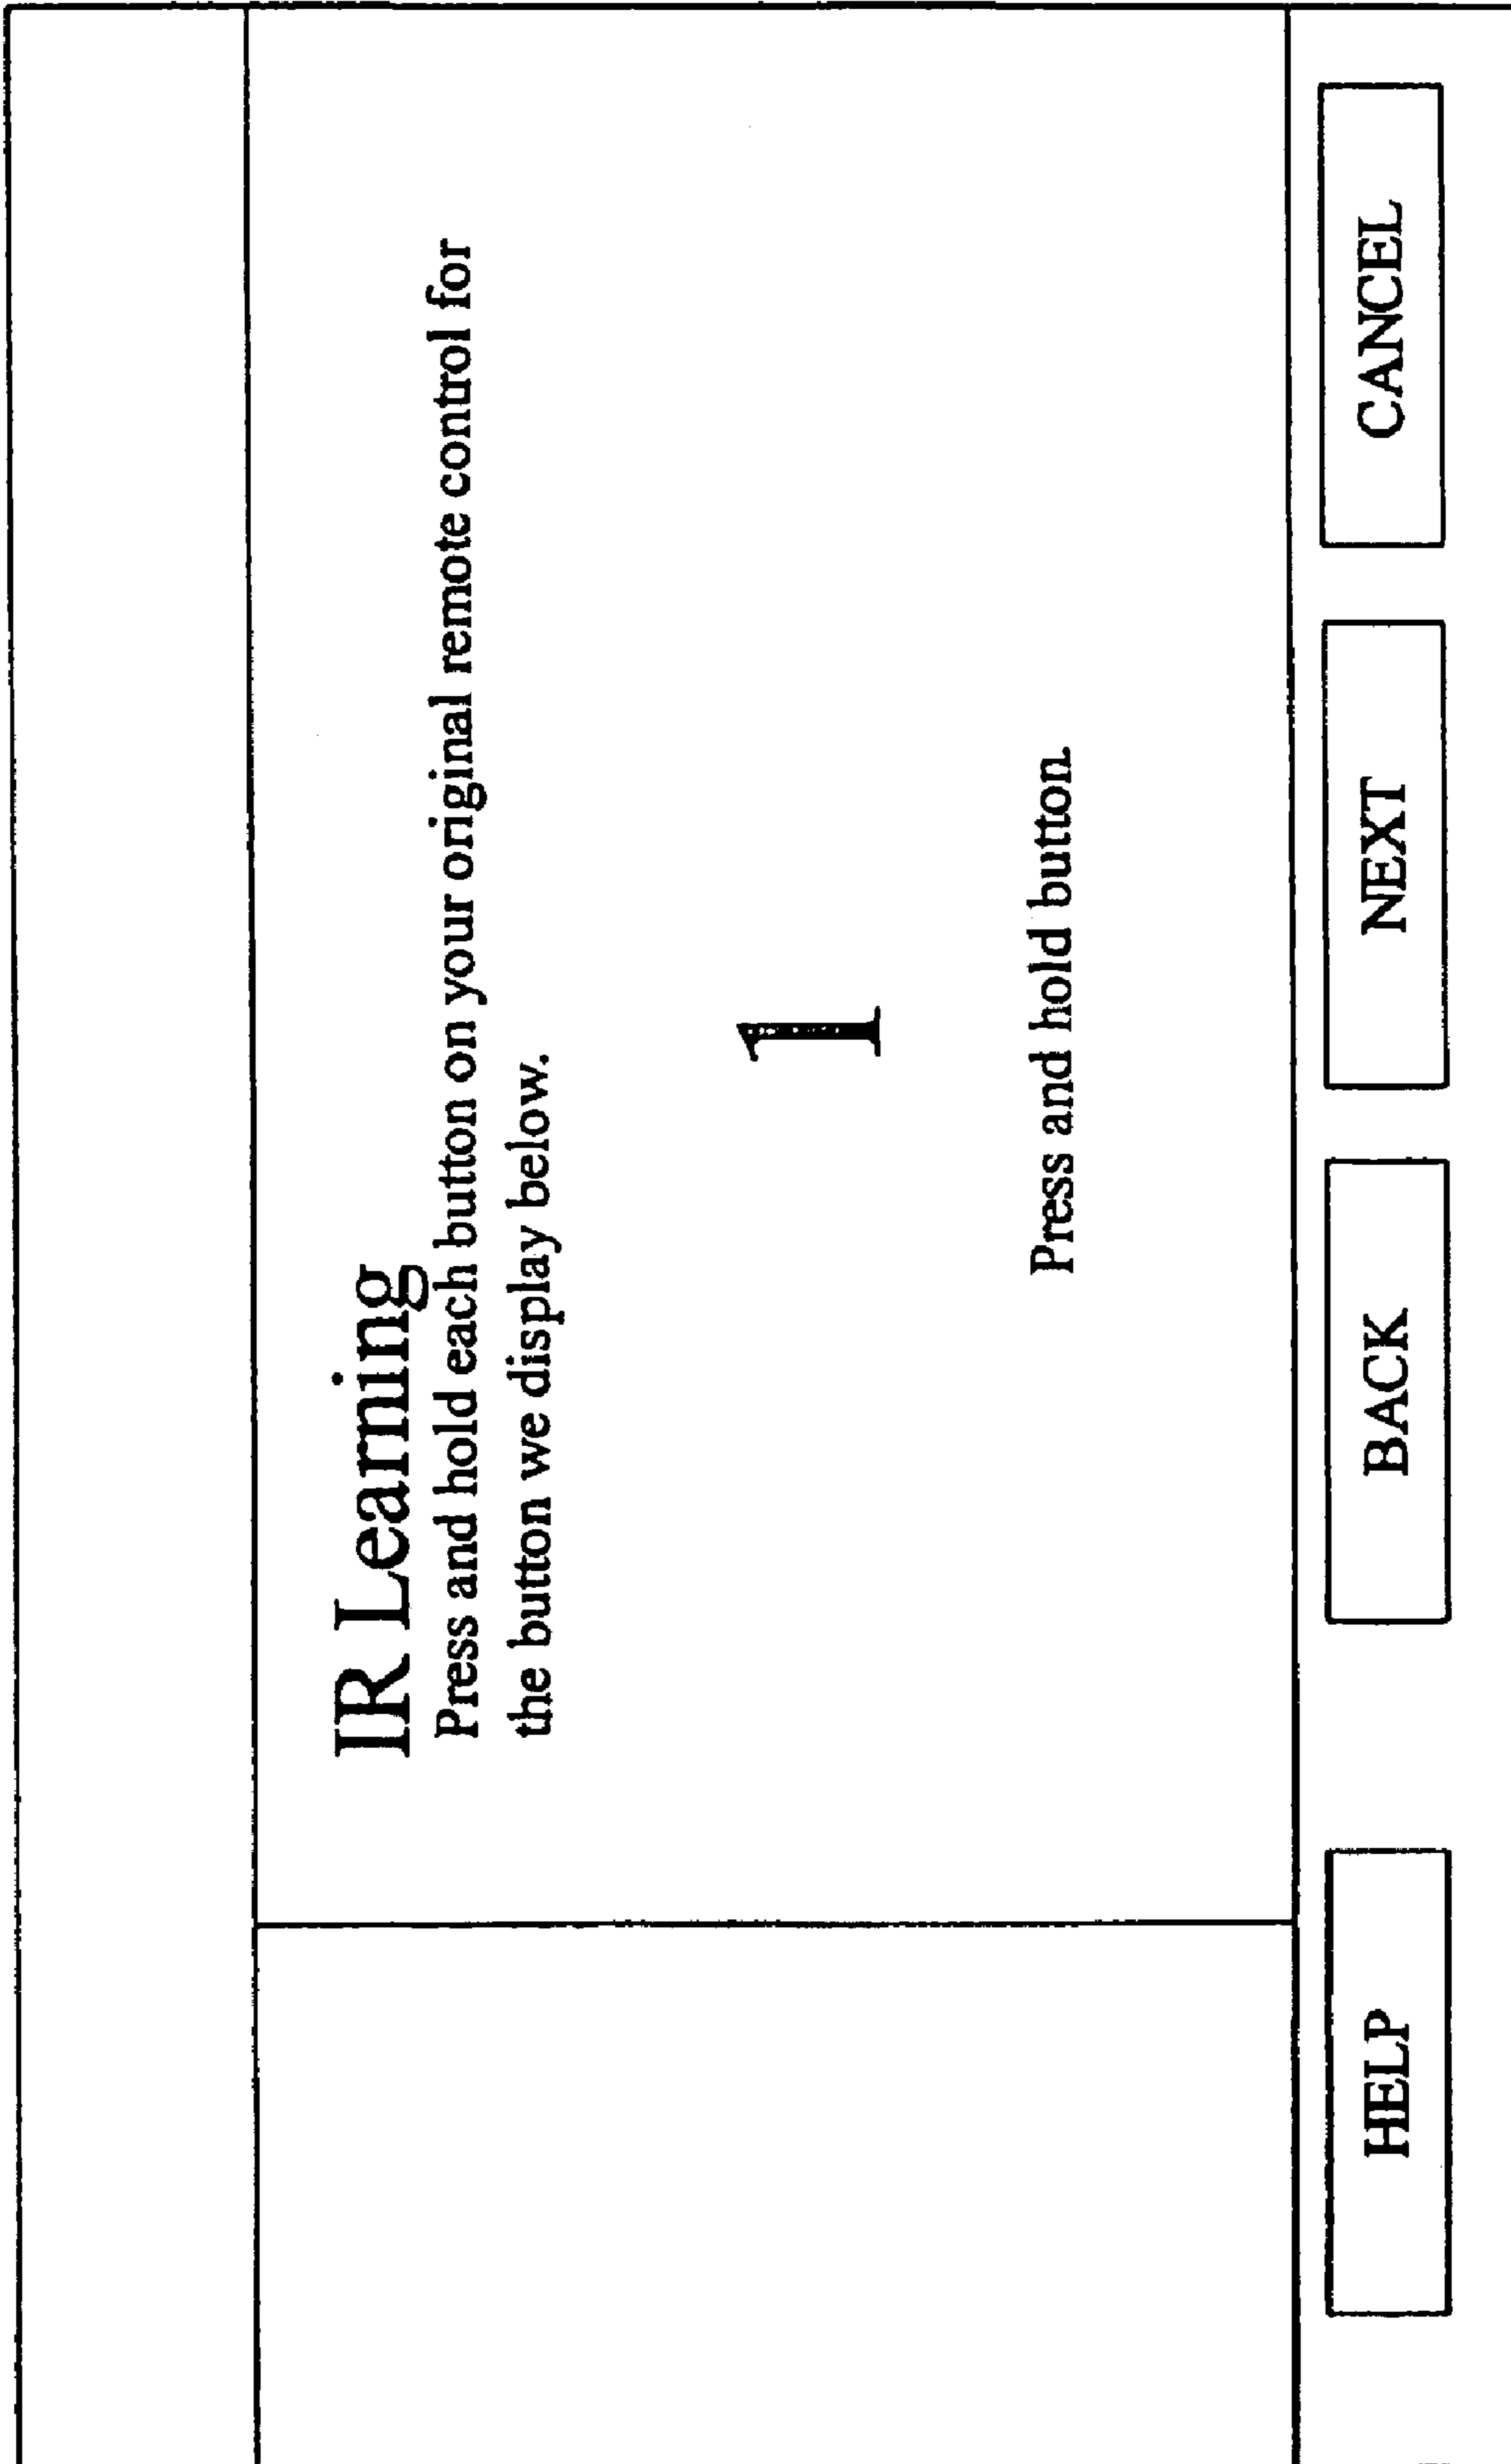 IR Learning
Press and hold each button on your original remote control for
the button we display below.
1
Press and hold button
HELP
BACK
NEXT
CANCEL